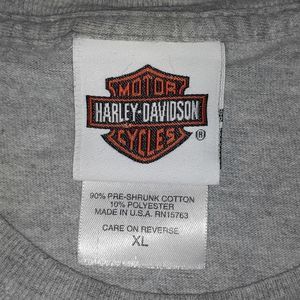 MOTOR
HARLEY-DAVIDSON
CYCLES
®
90% PRE-SHRUNK COTTON
10% POLYESTER
MADE IN U.S.A. RN15763
CARE ON REVERSE
XL